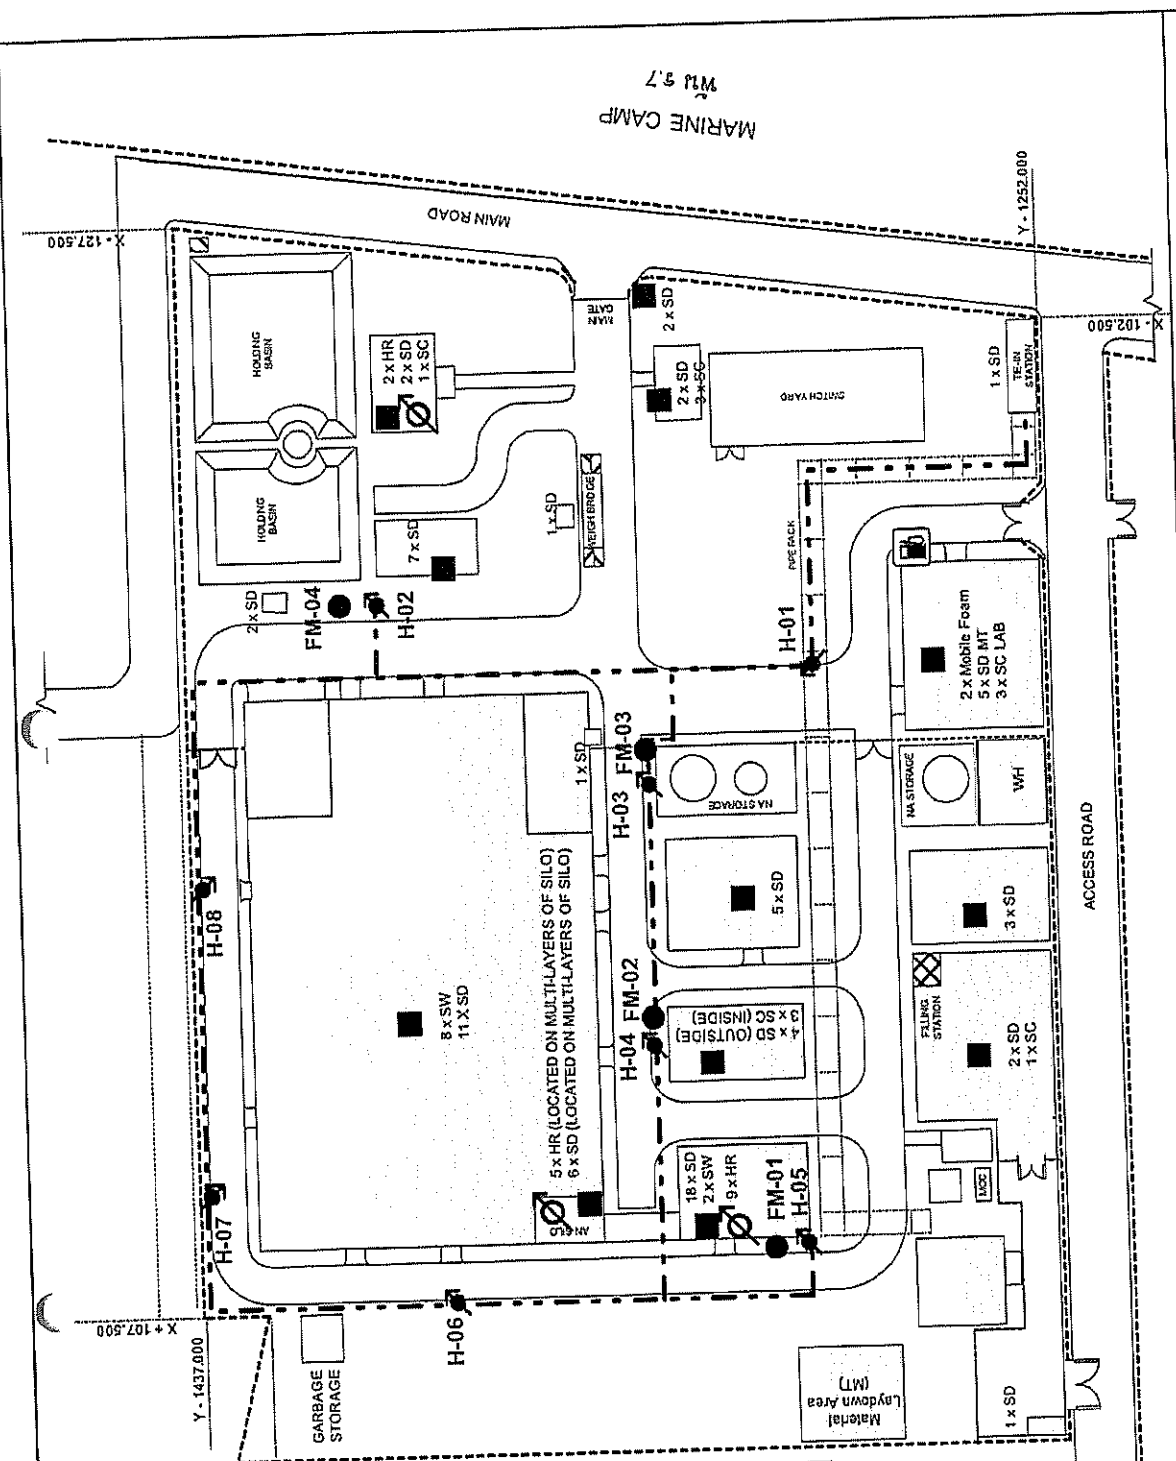 MARINE CAMP
MAIN ROAD
X - 127.500
Y - 1252.000
X - 102.500
HOLDING
BASIN
2 x HR
2 x SD
1 x SC
MAIN
GATE
2 x SD
2 x SD
3 x SC
SWITCH YARD
1 x SD
TIE-IN
STATION
HOLDING
BASIN
7 x SD
1 x SD
WEIGH BRIDGE
PIPE RACK
2 x SD
FM-04
H-02
H-01
2 x Mobile Foam
5 x SD MT
3 x SC LAB
1 x SD
FM-03
H-03
NA STORAGE
NA STORAGE
WH
ACCESS ROAD
H-08
5 x SD
3 x SD
8 x SW
11 X SD
5 x HR (LOCATED ON MULTI-LAYERS OF SILO)
6 x SD (LOCATED ON MULTI-LAYERS OF SILO)
FM-02
H-04
4 x SD (OUTSIDE)
3 x SC (INSIDE)
FILLING
STATION
2 x SD
1 x SC
H-07
18 x SD
2 x SW
9 x HR
FM-01
H-05
MCC
H-06
X + 107.500
Y - 1437.000
GARBAGE
STORAGE
Material
Laydown Area
(MT)
1 x SD